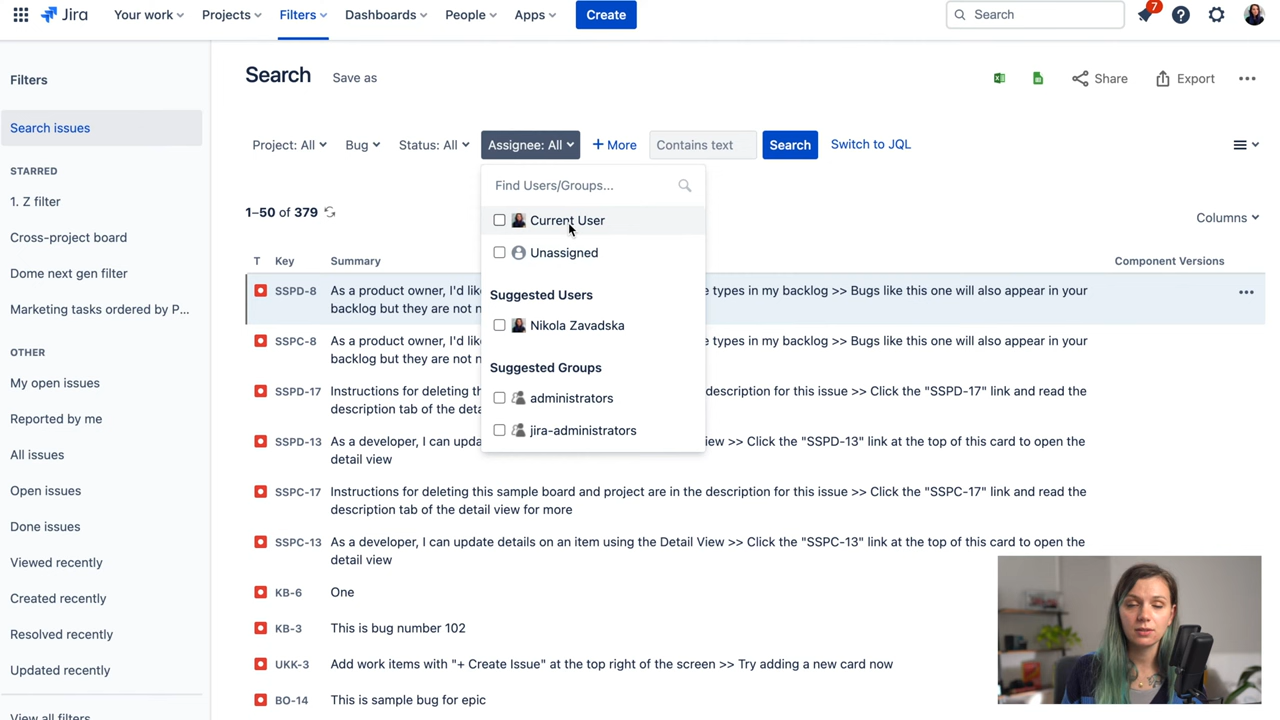 Jira
Your work
Projects
Filters
Dashboards
People
Apps
Create
Search
7
Filters
Search issues
STARRED
1. Z filter
Cross-project board
Dome next gen filter
Marketing tasks ordered by P...
OTHER
My open issues
Reported by me
All issues
Open issues
Done issues
Viewed recently
Created recently
Resolved recently
Updated recently
View all filters
Search
Save as
Share
Export
Project: All
Bug
Status: All
Assignee: All
+ More
Contains text
Search
Switch to JQL
Find Users/Groups...
Current User
Unassigned
Suggested Users
Nikola Zavadska
Suggested Groups
administrators
jira-administrators
1–50 of 379
Columns
T Key Summary Component Versions
SSPD-8 As a product owner, I'd lik e types in my backlog >> Bugs like this one will also appear in your
backlog but they are not n
SSPC-8 As a product owner, I'd lik e types in my backlog >> Bugs like this one will also appear in your
backlog but they are not n
SSPD-17 Instructions for deleting th description for this issue >> Click the "SSPD-17" link and read the
description tab of the deta
SSPD-13 As a developer, I can upda iew >> Click the "SSPD-13" link at the top of this card to open the
detail view
SSPC-17 Instructions for deleting this sample board and project are in the description for this issue >> Click the "SSPC-17" link and read the
description tab of the detail view for more
SSPC-13 As a developer, I can update details on an item using the Detail View >> Click the "SSPC-13" link at the top of this card to open the
detail view
KB-6 One
KB-3 This is bug number 102
UKK-3 Add work items with "+ Create Issue" at the top right of the screen >> Try adding a new card now
BO-14 This is sample bug for epic